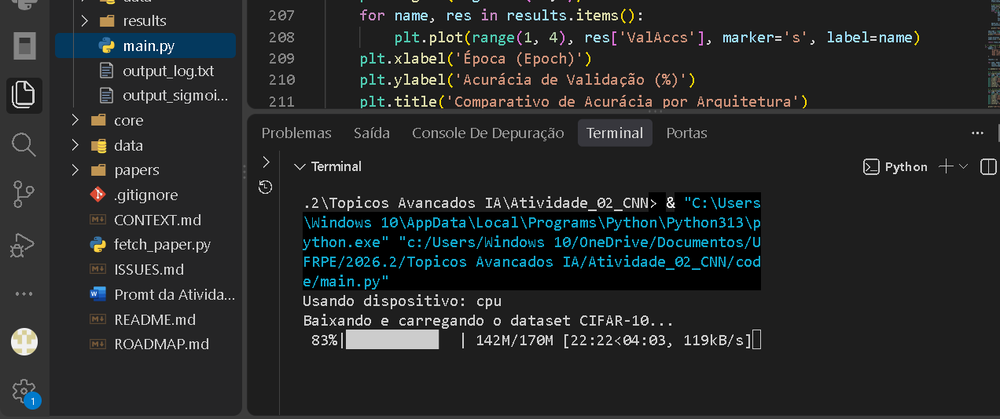 data
results
main.py
output_log.txt
output_sigmoi...
core
data
papers
.gitignore
CONTEXT.md
fetch_paper.py
ISSUES.md
Promt da Ativida...
README.md
ROADMAP.md
1
207 for name, res in results.items():
208 plt.plot(range(1, 4), res['ValAccs'], marker='s', label=name)
209 plt.xlabel('Época (Epoch)')
210 plt.ylabel('Acurácia de Validação (%)')
211 plt.title('Comparativo de Acurácia por Arquitetura')
Problemas Saída Console De Depuração Terminal Portas
Terminal
Python
.2\Topicos Avancados IA\Atividade_02_CNN> & "C:\Users
\Windows 10\AppData\Local\Programs\Python\Python313\p
ython.exe" "c:/Users/Windows 10/OneDrive/Documentos/U
FRPE/2026.2/Topicos Avancados IA/Atividade_02_CNN/cod
e/main.py"
Usando dispositivo: cpu
Baixando e carregando o dataset CIFAR-10...
83%| | 142M/170M [22:22<04:03, 119kB/s]